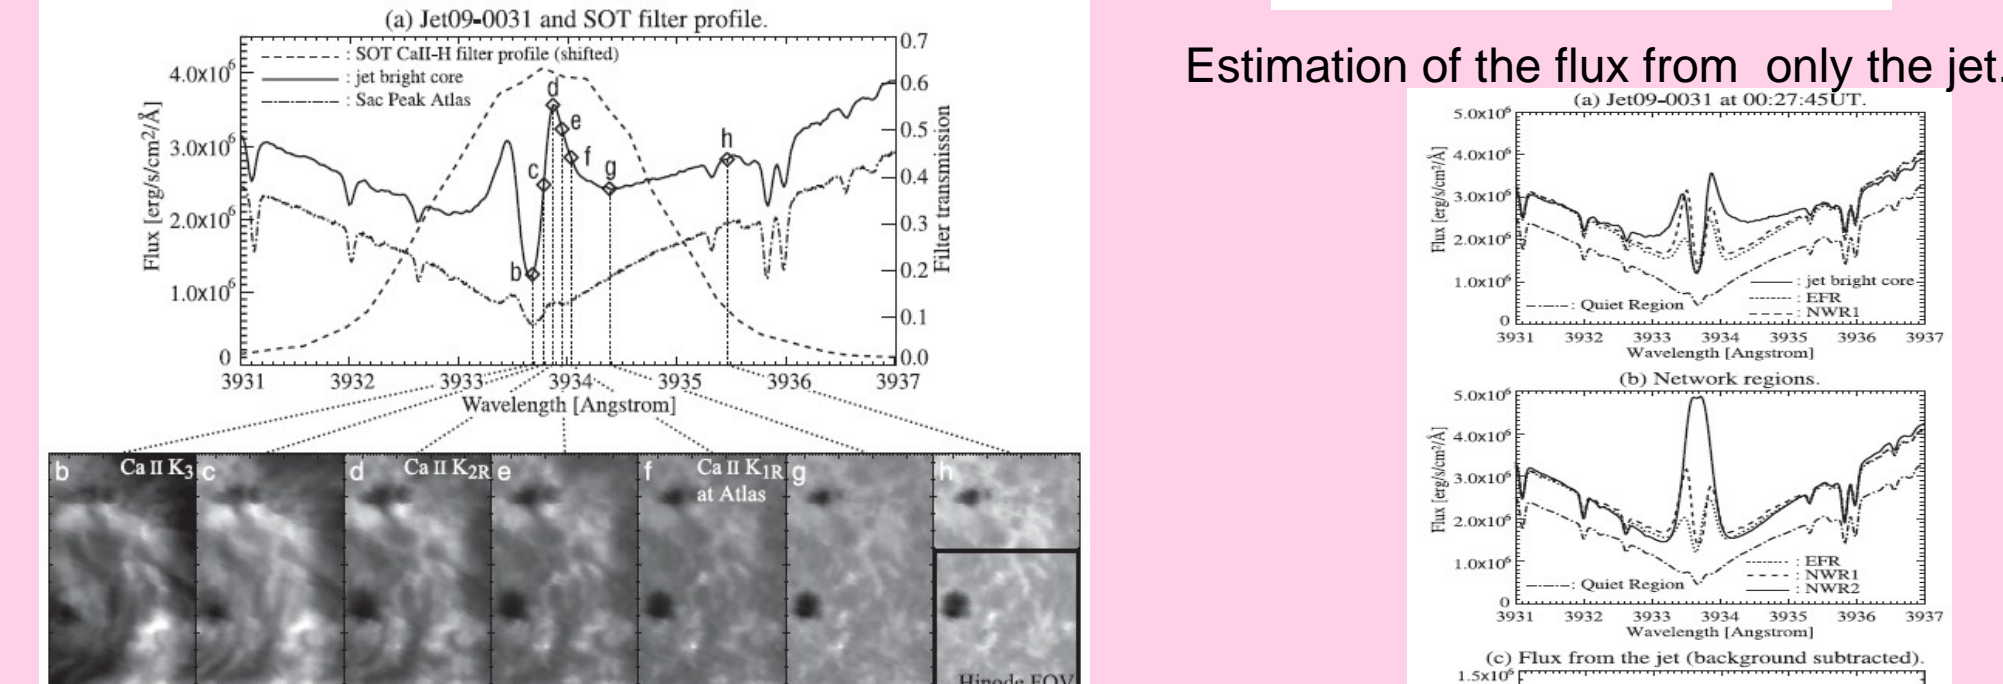 (a) Jet09-0031 and SOT filter profile.
: SOT CaII-H filter profile (shifted)
: jet bright core
: Sac Peak Atlas
4.0x10⁶
3.0x10⁶
2.0x10⁶
1.0x10⁶
0
Flux [erg/s/cm²/Å]
0.7
0.6
0.5
0.4
0.3
0.2
0.1
0.0
Filter transmission
b
c
d
e
f
g
h
3931 3932 3933 3934 3935 3936 3937
Wavelength [Angstrom]
b Ca II K₃
c
d Ca II K₂R
e
f Ca II K₁R
at Atlas
g
h
Hinode FOV
Estimation of the flux from only the jet.
(a) Jet09-0031 at 00:27:45UT.
5.0x10⁶
4.0x10⁶
3.0x10⁶
2.0x10⁶
1.0x10⁶
0
Flux [erg/s/cm²/Å]
: jet bright core
: Quiet Region
: EFR
: NWR1
3931 3932 3933 3934 3935 3936 3937
Wavelength [Angstrom]
(b) Network regions.
5.0x10⁶
4.0x10⁶
3.0x10⁶
2.0x10⁶
1.0x10⁶
0
Flux [erg/s/cm²/Å]
: EFR
: NWR1
: Quiet Region
: NWR2
3931 3932 3933 3934 3935 3936 3937
Wavelength [Angstrom]
(c) Flux from the jet (background subtracted).
1.5x10⁶